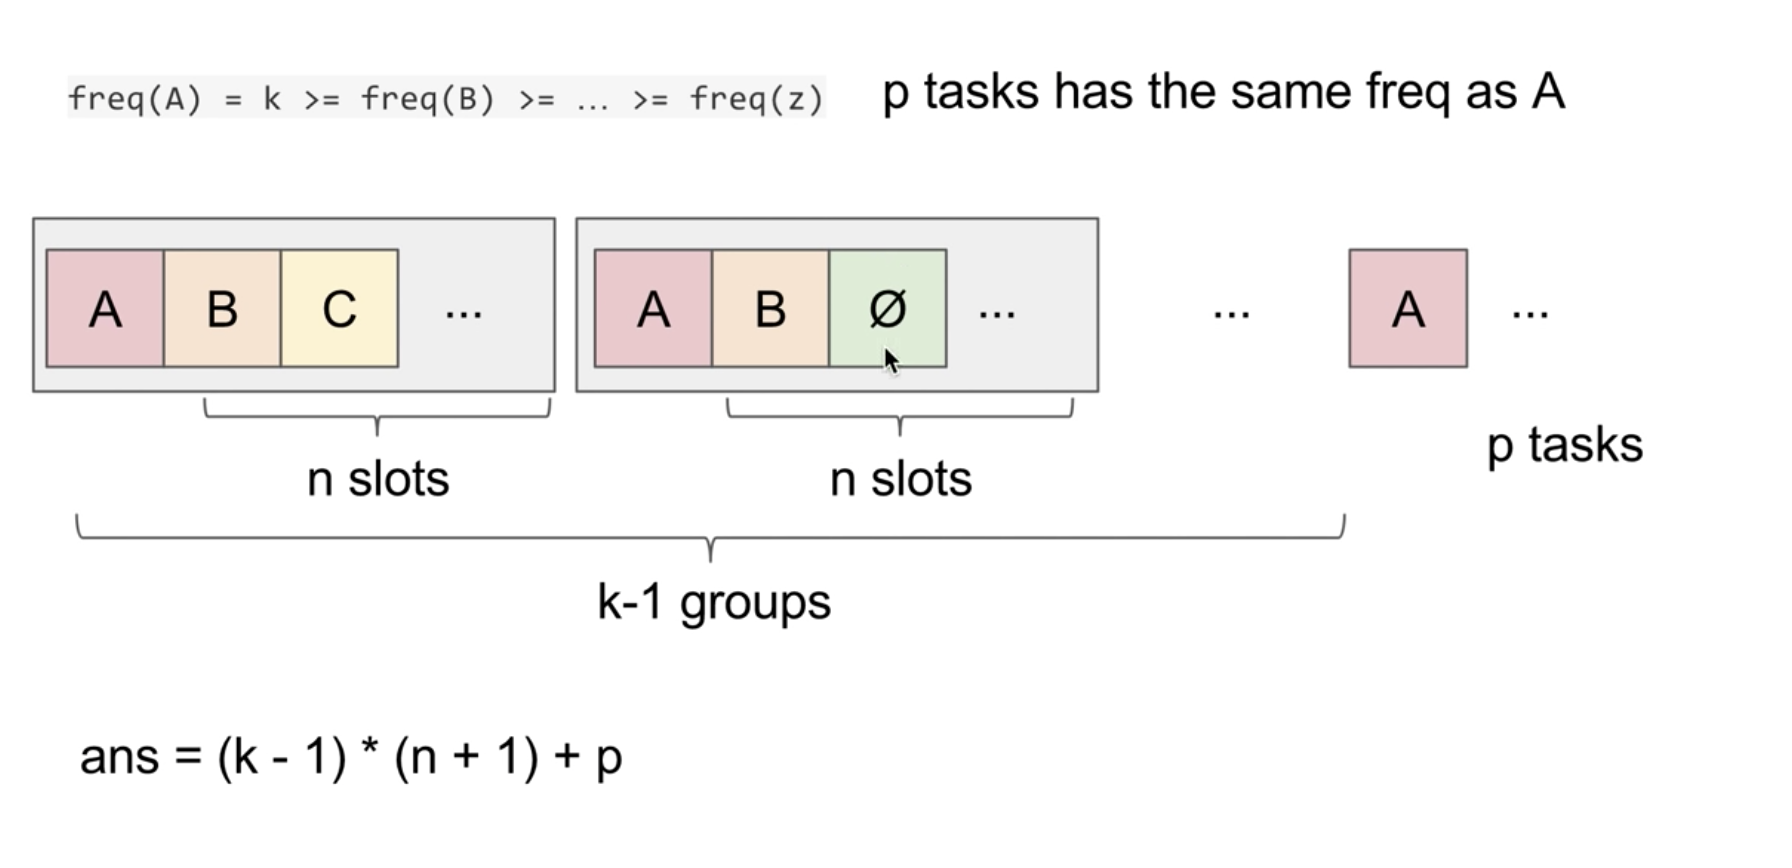 freq(A) = k >= freq(B) >= ... >= freq(z)
p tasks has the same freq as A
A B C ... A B Ø ... ... A ...
n slots n slots
p tasks
k-1 groups
ans = (k - 1) * (n + 1) + p